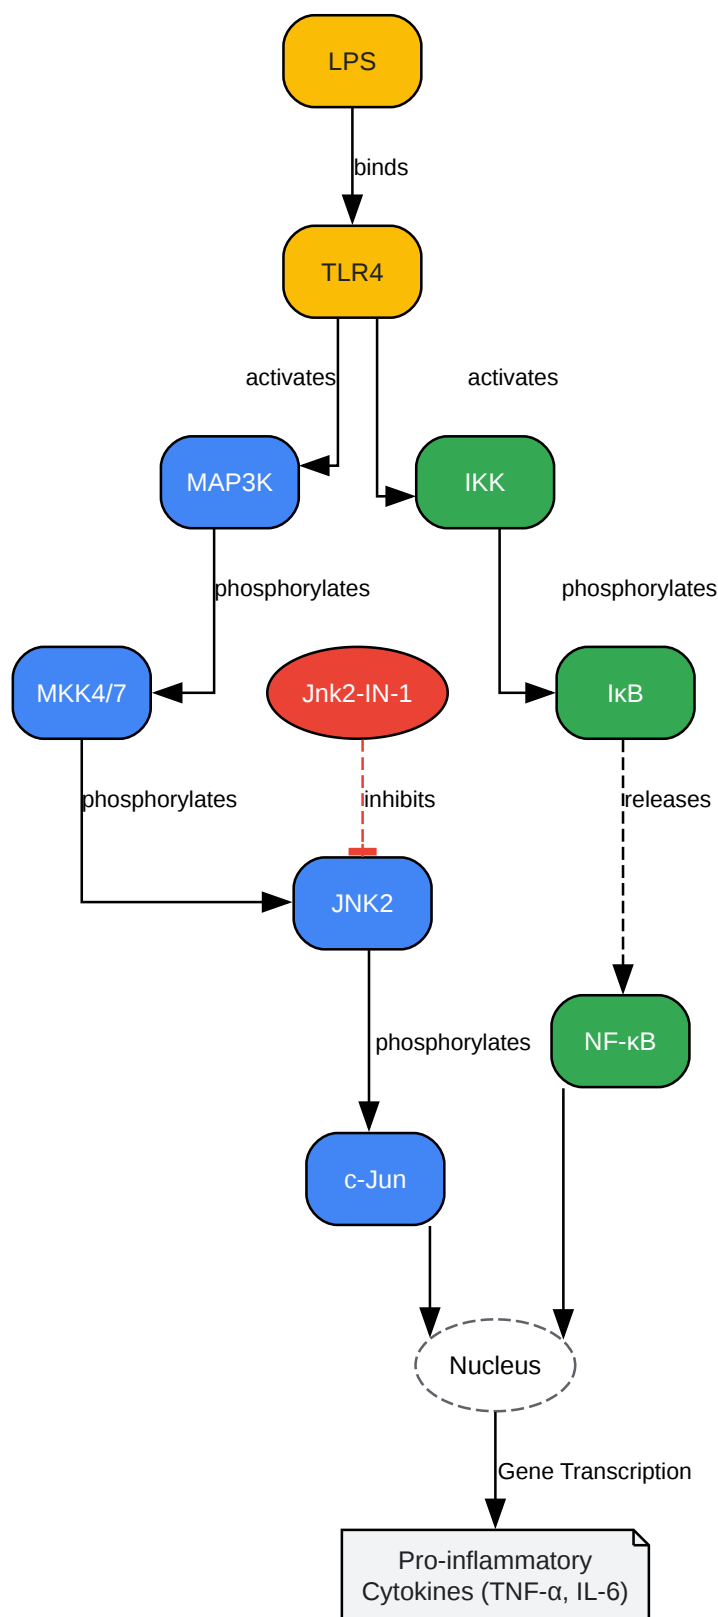 LPS
binds
TLR4
activates
activates
MAP3K
IKK
phosphorylates
phosphorylates
MKK4/7
Jnk2-IN-1
IκB
phosphorylates
inhibits
releases
JNK2
phosphorylates
NF-κB
c-Jun
Nucleus
Gene Transcription
Pro-inflammatory
Cytokines (TNF-α, IL-6)